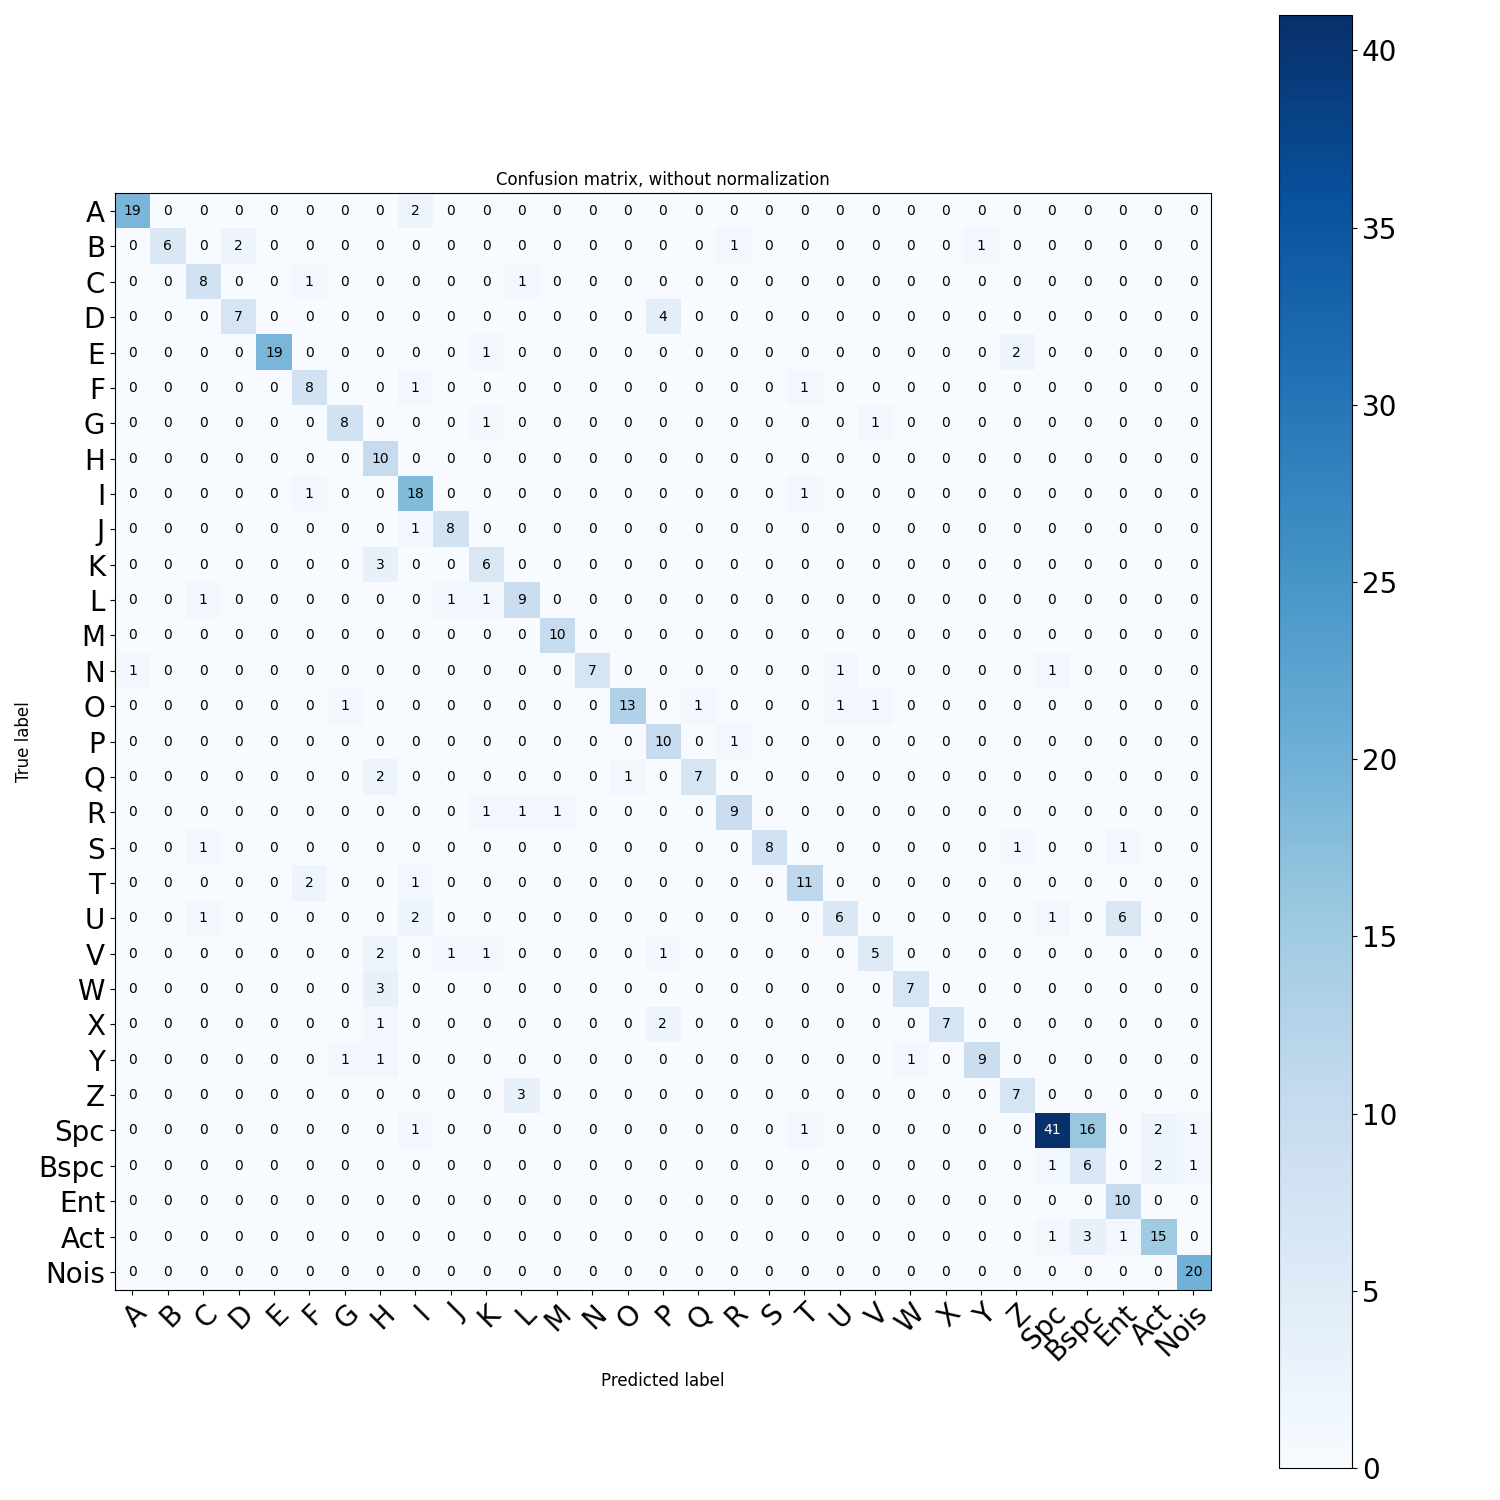 Confusion matrix, without normalization
A 19 0 0 0 0 0 0 0 2 0 0 0 0 0 0 0 0 0 0 0 0 0 0 0 0 0 0 0 0 0 0
B 0 6 0 2 0 0 0 0 0 0 0 0 0 0 0 0 0 1 0 0 0 0 0 0 1 0 0 0 0 0 0
C 0 0 8 0 0 1 0 0 0 0 0 1 0 0 0 0 0 0 0 0 0 0 0 0 0 0 0 0 0 0 0
D 0 0 0 7 0 0 0 0 0 0 0 0 0 0 0 4 0 0 0 0 0 0 0 0 0 0 0 0 0 0 0
E 0 0 0 0 19 0 0 0 0 0 1 0 0 0 0 0 0 0 0 0 0 0 0 0 0 2 0 0 0 0 0
F 0 0 0 0 0 8 0 0 1 0 0 0 0 0 0 0 0 0 0 1 0 0 0 0 0 0 0 0 0 0 0
G 0 0 0 0 0 0 8 0 0 0 1 0 0 0 0 0 0 0 0 0 0 1 0 0 0 0 0 0 0 0 0
H 0 0 0 0 0 0 0 10 0 0 0 0 0 0 0 0 0 0 0 0 0 0 0 0 0 0 0 0 0 0 0
I 0 0 0 0 0 1 0 0 18 0 0 0 0 0 0 0 0 0 0 1 0 0 0 0 0 0 0 0 0 0 0
J 0 0 0 0 0 0 0 0 1 8 0 0 0 0 0 0 0 0 0 0 0 0 0 0 0 0 0 0 0 0 0
K 0 0 0 0 0 0 0 3 0 0 6 0 0 0 0 0 0 0 0 0 0 0 0 0 0 0 0 0 0 0 0
L 0 0 1 0 0 0 0 0 0 1 1 9 0 0 0 0 0 0 0 0 0 0 0 0 0 0 0 0 0 0 0
M 0 0 0 0 0 0 0 0 0 0 0 0 10 0 0 0 0 0 0 0 0 0 0 0 0 0 0 0 0 0 0
N 1 0 0 0 0 0 0 0 0 0 0 0 0 7 0 0 0 0 0 0 1 0 0 0 0 0 1 0 0 0 0
O 0 0 0 0 0 0 1 0 0 0 0 0 0 0 13 0 1 0 0 0 1 1 0 0 0 0 0 0 0 0 0
P 0 0 0 0 0 0 0 0 0 0 0 0 0 0 0 10 0 1 0 0 0 0 0 0 0 0 0 0 0 0 0
Q 0 0 0 0 0 0 0 2 0 0 0 0 0 0 1 0 7 0 0 0 0 0 0 0 0 0 0 0 0 0 0
R 0 0 0 0 0 0 0 0 0 0 1 1 1 0 0 0 0 9 0 0 0 0 0 0 0 0 0 0 0 0 0
S 0 0 1 0 0 0 0 0 0 0 0 0 0 0 0 0 0 0 8 0 0 0 0 0 0 1 0 0 1 0 0
T 0 0 0 0 0 2 0 0 1 0 0 0 0 0 0 0 0 0 0 11 0 0 0 0 0 0 0 0 0 0 0
U 0 0 1 0 0 0 0 0 2 0 0 0 0 0 0 0 0 0 0 0 6 0 0 0 0 0 1 0 6 0 0
V 0 0 0 0 0 0 0 2 0 1 1 0 0 0 0 1 0 0 0 0 0 5 0 0 0 0 0 0 0 0 0
W 0 0 0 0 0 0 0 3 0 0 0 0 0 0 0 0 0 0 0 0 0 0 7 0 0 0 0 0 0 0 0
X 0 0 0 0 0 0 0 1 0 0 0 0 0 0 0 2 0 0 0 0 0 0 0 7 0 0 0 0 0 0 0
Y 0 0 0 0 0 0 1 1 0 0 0 0 0 0 0 0 0 0 0 0 0 0 1 0 9 0 0 0 0 0 0
Z 0 0 0 0 0 0 0 0 0 0 0 3 0 0 0 0 0 0 0 0 0 0 0 0 0 7 0 0 0 0 0
Spc 0 0 0 0 0 0 0 0 1 0 0 0 0 0 0 0 0 0 0 1 0 0 0 0 0 0 41 16 0 2 1
Bspc 0 0 0 0 0 0 0 0 0 0 0 0 0 0 0 0 0 0 0 0 0 0 0 0 0 0 1 6 0 2 1
Ent 0 0 0 0 0 0 0 0 0 0 0 0 0 0 0 0 0 0 0 0 0 0 0 0 0 0 0 0 10 0 0
Act 0 0 0 0 0 0 0 0 0 0 0 0 0 0 0 0 0 0 0 0 0 0 0 0 0 0 1 3 1 15 0
Nois 0 0 0 0 0 0 0 0 0 0 0 0 0 0 0 0 0 0 0 0 0 0 0 0 0 0 0 0 0 0 20
A B C D E F G H I J K L M N O P Q R S T U V W X Y Z Spc Bspc Ent Act Nois
Predicted label
True label
40
35
30
25
20
15
10
5
0